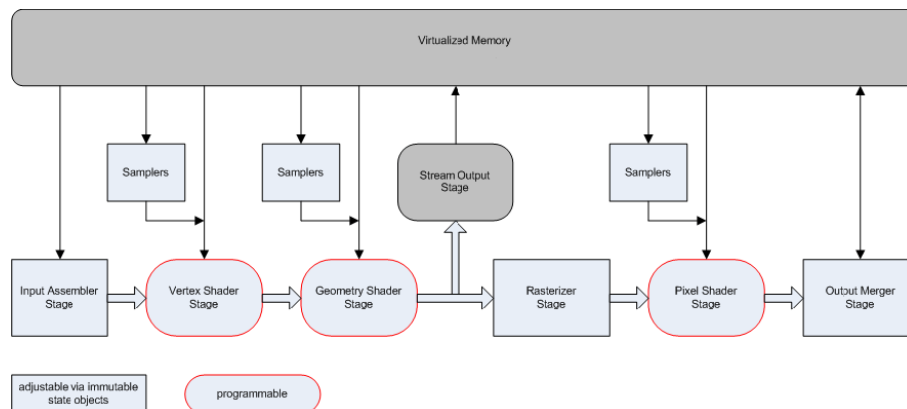 Virtualized Memory
Samplers
Samplers
Stream Output
Stage
Samplers
Input Assembler
Stage
Vertex Shader
Stage
Geometry Shader
Stage
Rasterizer
Stage
Pixel Shader
Stage
Output Merger
Stage
adjustable via immutable
state objects
programmable